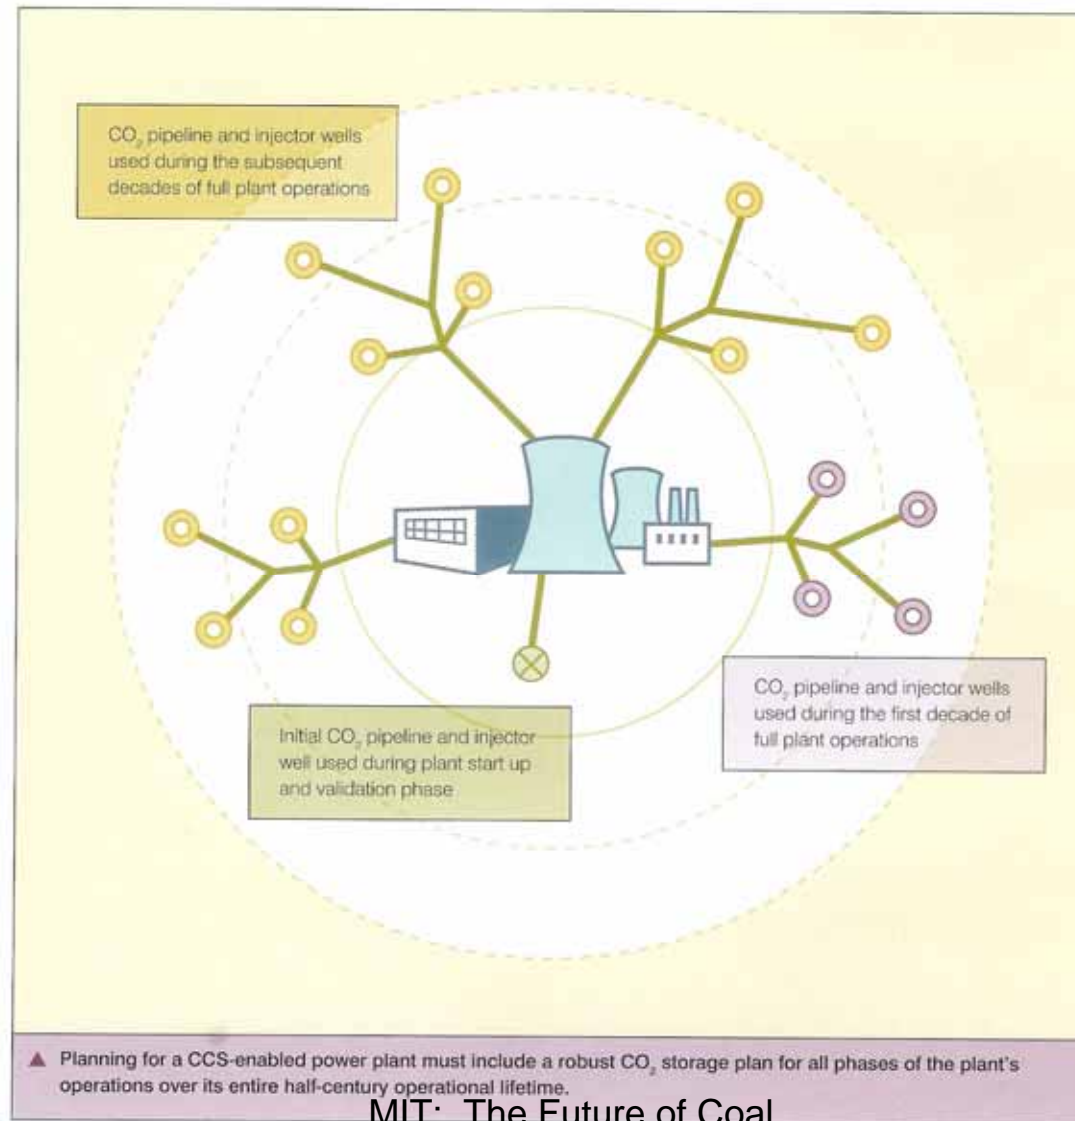 CO₂ pipeline and injector wells
used during the subsequent
decades of full plant operations
Initial CO₂ pipeline and injector
well used during plant start up
and validation phase
CO₂ pipeline and injector wells
used during the first decade of
full plant operations
▲ Planning for a CCS-enabled power plant must include a robust CO₂ storage plan for all phases of the plant's
operations over its entire half-century operational lifetime.
MIT: The Future of Coal